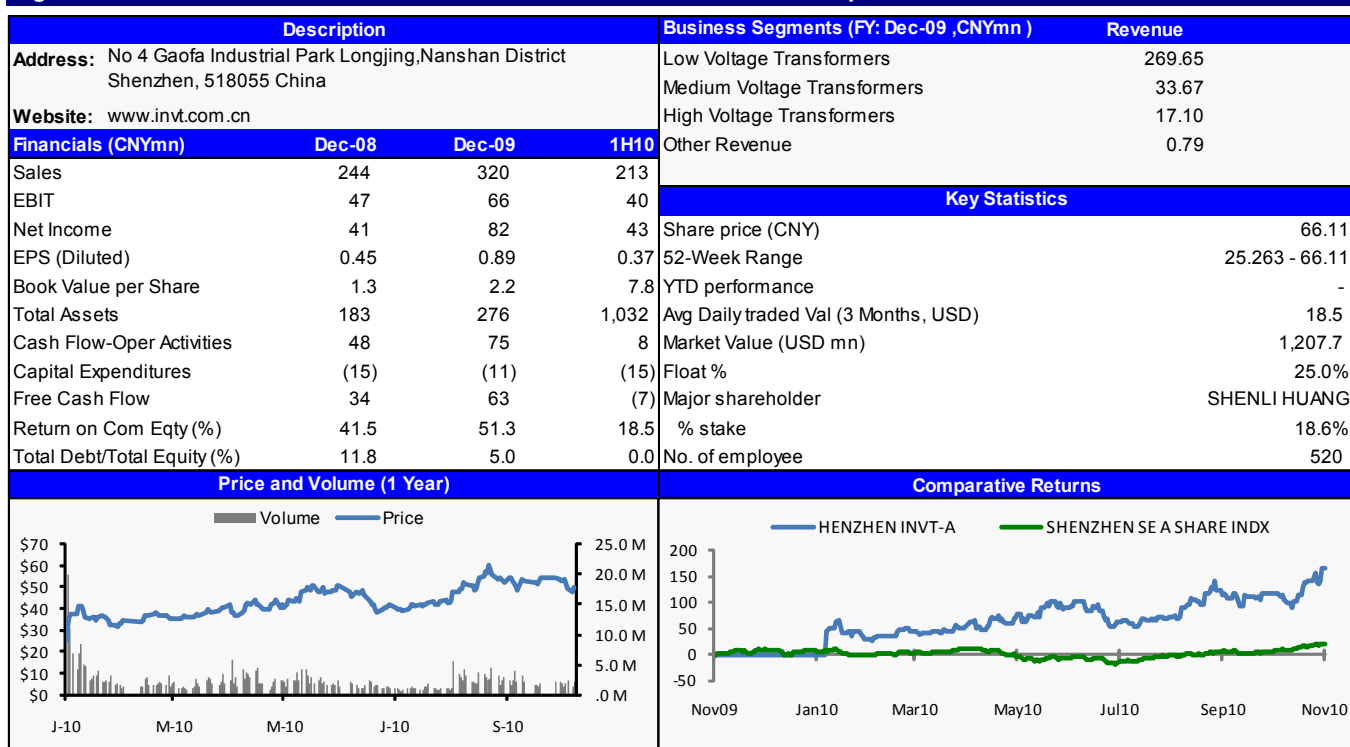 Description
Address: No 4 Gaofa Industrial Park Longjing,Nanshan District
Shenzhen, 518055 China
Website: www.invt.com.cn
Financials (CNYmn) Dec-08 Dec-09 1H10
Sales 244 320 213
EBIT 47 66 40
Net Income 41 82 43
EPS (Diluted) 0.45 0.89 0.37
Book Value per Share 1.3 2.2 7.8
Total Assets 183 276 1,032
Cash Flow-Oper Activities 48 75 8
Capital Expenditures (15) (11) (15)
Free Cash Flow 34 63 (7)
Return on Com Eqty (%) 41.5 51.3 18.5
Total Debt/Total Equity (%) 11.8 5.0 0.0
Business Segments (FY: Dec-09 ,CNYmn ) Revenue
Low Voltage Transformers 269.65
Medium Voltage Transformers 33.67
High Voltage Transformers 17.10
Other Revenue 0.79
Key Statistics
Share price (CNY) 66.11
52-Week Range 25.263 - 66.11
YTD performance -
Avg Daily traded Val (3 Months, USD) 18.5
Market Value (USD mn) 1,207.7
Float % 25.0%
Major shareholder SHENLI HUANG
% stake 18.6%
No. of employee 520
Price and Volume (1 Year)
Volume Price
$70 25.0 M
$60 20.0 M
$50
$40 15.0 M
$30 10.0 M
$20
$10 5.0 M
$0 .0 M
J-10 M-10 M-10 J-10 S-10
Comparative Returns
HENZHEN INVT-A SHENZHEN SE A SHARE INDX
200
150
100
50
0
-50
Nov09 Jan10 Mar10 May10 Jul10 Sep10 Nov10